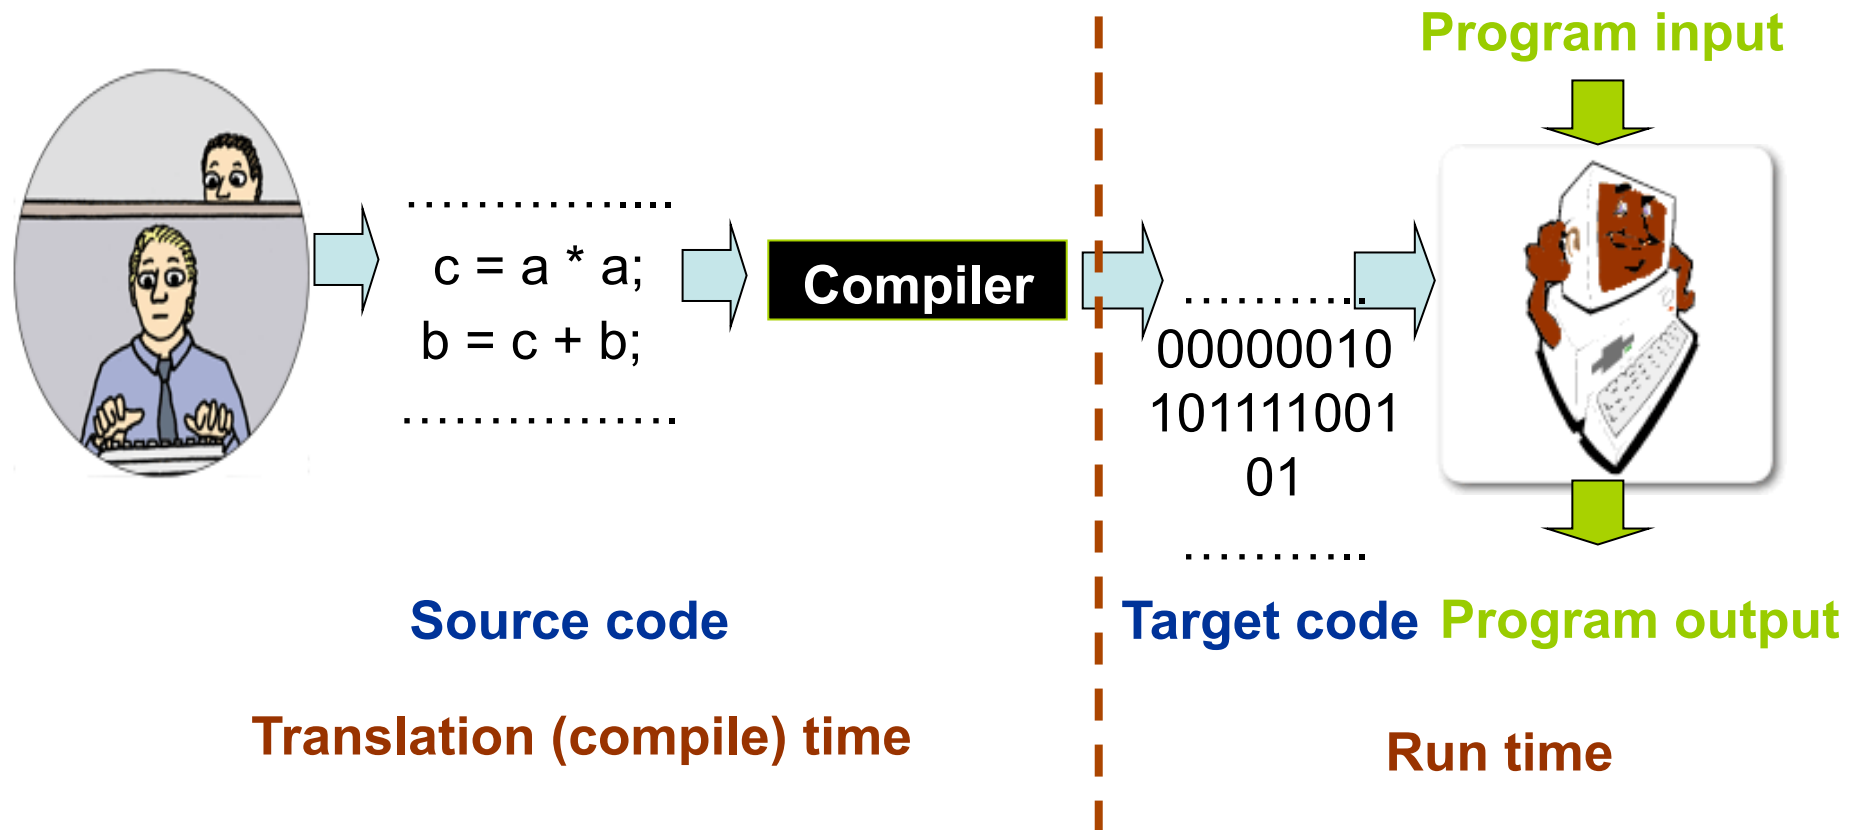 Program input
…………......
c = a * a;
b = c + b;
…………….
Compiler
………..
00000010
101111001
01
………..
Source code
Target code
Program output
Translation (compile) time
Run time